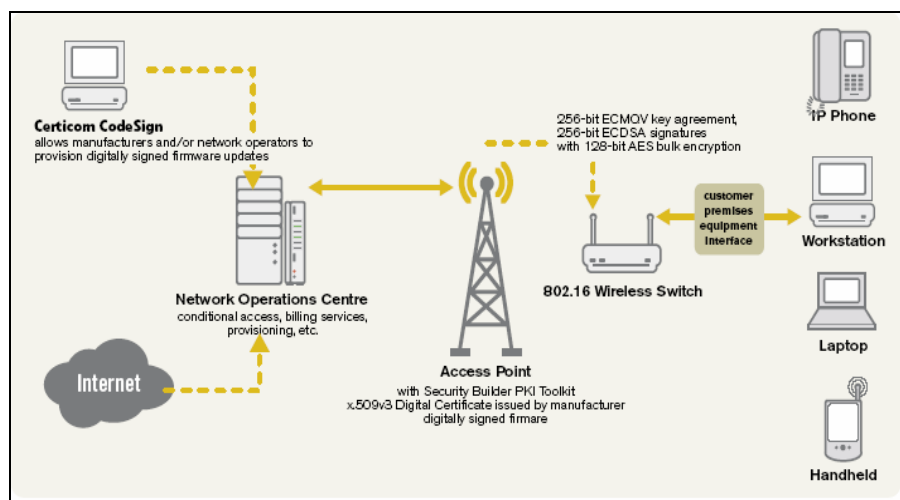 Certicom CodeSign
allows manufacturers and/or network operators to
provision digitally signed firmware updates
256-bit ECMQV key agreement,
256-bit ECDSA signatures
with 128-bit AES bulk encryption
IP Phone
customer
premises
equipment
interface
Workstation
802.16 Wireless Switch
Network Operations Centre
conditional access, billing services,
provisioning, etc.
Internet
Access Point
with Security Builder PKI Toolkit
x.509v3 Digital Certificate issued by manufacturer
digitally signed firmare
Laptop
Handheld